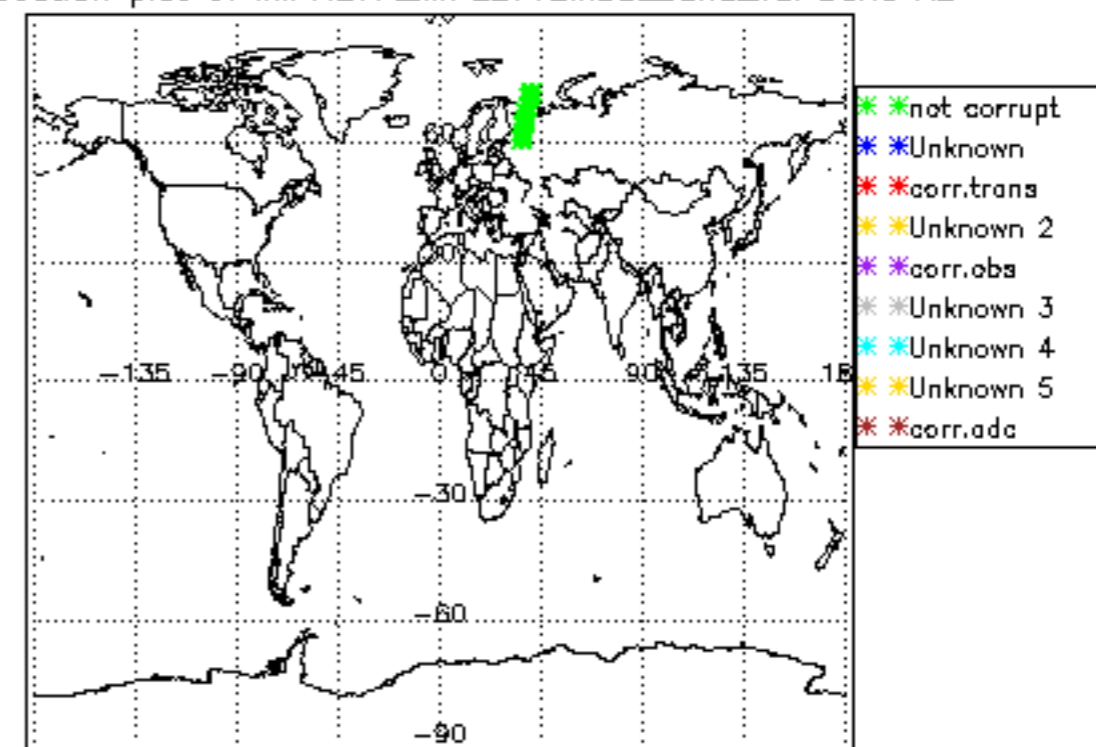 60
-135
-90
45
0
45
90
135
-30
-60
-90
not corrupt
Unknown
corr.trans
Unknown 2
corr.obs
Unknown 3
Unknown 4
Unknown 5
corr.adc